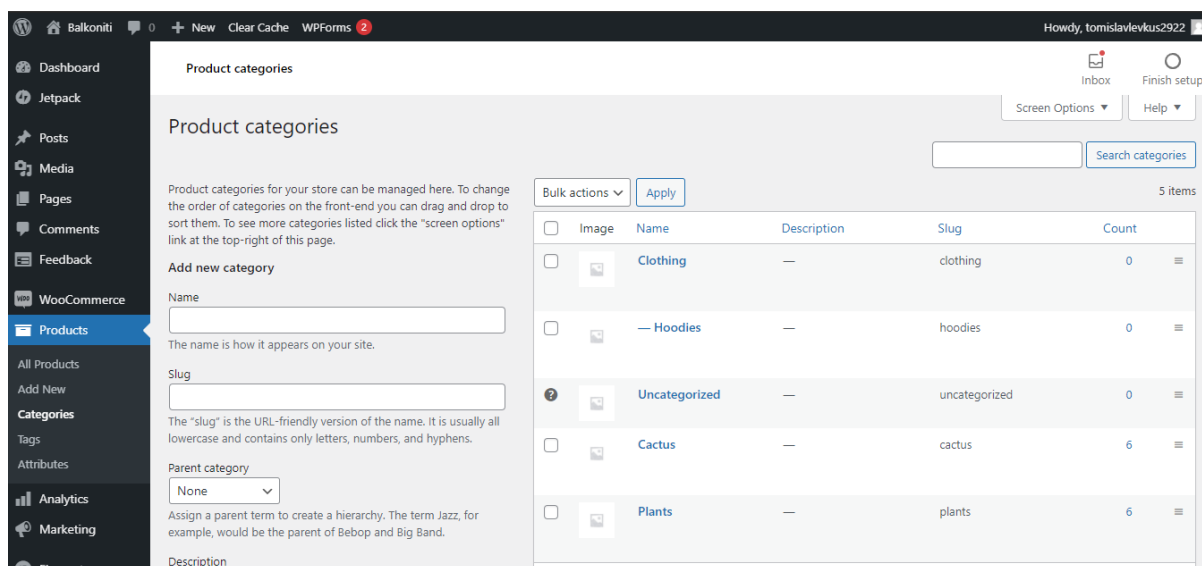 Balkoniti 0 + New Clear Cache WPForms 2 Howdy, tomislavlevkus2922
Dashboard
Jetpack
Posts
Media
Pages
Comments
Feedback
WooCommerce
Products
All Products
Add New
Categories
Tags
Attributes
Analytics
Marketing
Product categories
Inbox
Finish setup
Screen Options ▼
Help ▼
Product categories
Search categories
Product categories for your store can be managed here. To change
the order of categories on the front-end you can drag and drop to
sort them. To see more categories listed click the "screen options"
link at the top-right of this page.
Add new category
Name
The name is how it appears on your site.
Slug
The “slug” is the URL-friendly version of the name. It is usually all
lowercase and contains only letters, numbers, and hyphens.
Parent category
None
Assign a parent term to create a hierarchy. The term Jazz, for
example, would be the parent of Bebop and Big Band.
Description
Bulk actions Apply 5 items
Image Name Description Slug Count
Clothing — clothing 0
— Hoodies — hoodies 0
Uncategorized — uncategorized 0
Cactus — cactus 6
Plants — plants 6